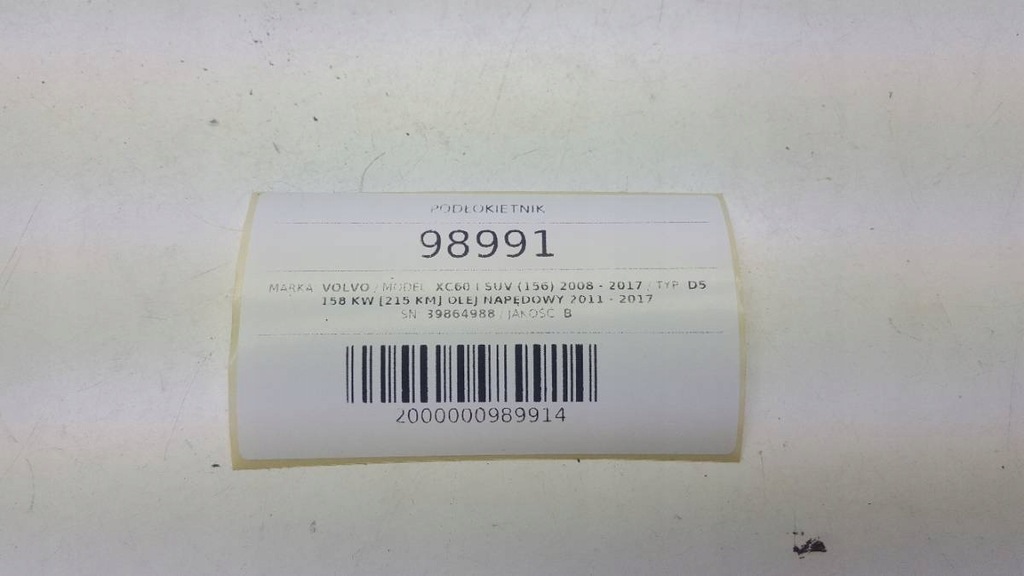 PODŁOKIETNIK
98991
MARKA: VOLVO / MODEL: XC60 I SUV (156) 2008 - 2017 / TYP: D5
158 KW [215 KM] OLEJ NAPĘDOWY 2011 - 2017
SN: 39864988 / JAKOŚĆ: B
2000000989914